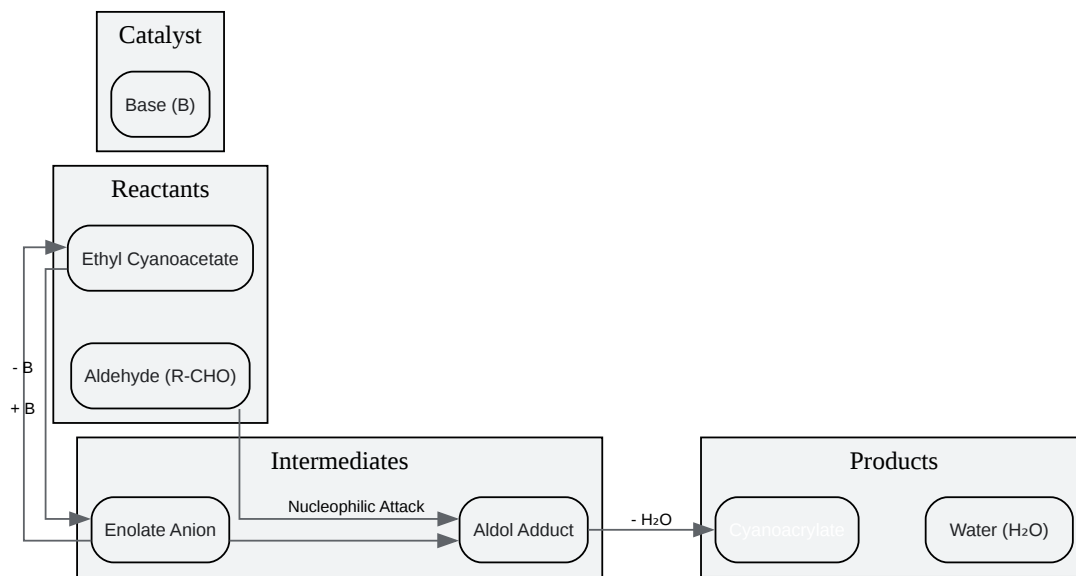 Catalyst
Base (B)
Reactants
Ethyl Cyanoacetate
Aldehyde (R-CHO)
- B
+ B
Intermediates
Enolate Anion
Nucleophilic Attack
Aldol Adduct
- H₂O
Products
Cyanoacrylate
Water (H₂O)